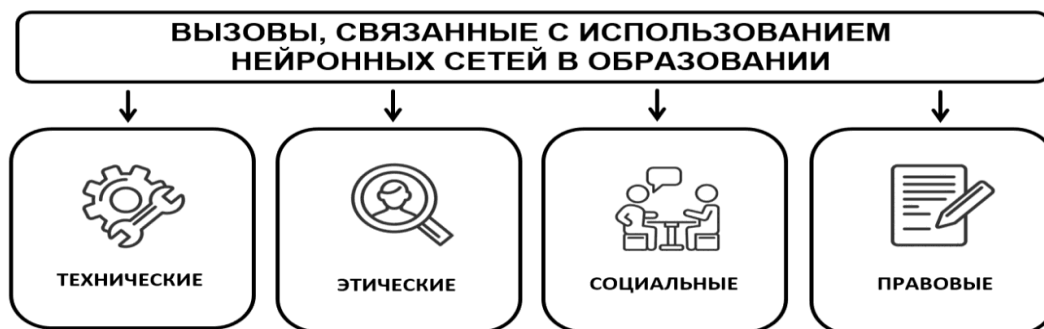 ВЫЗОВЫ, СВЯЗАННЫЕ С ИСПОЛЬЗОВАНИЕМ
НЕЙРОННЫХ СЕТЕЙ В ОБРАЗОВАНИИ
ТЕХНИЧЕСКИЕ
ЭТИЧЕСКИЕ
СОЦИАЛЬНЫЕ
ПРАВОВЫЕ